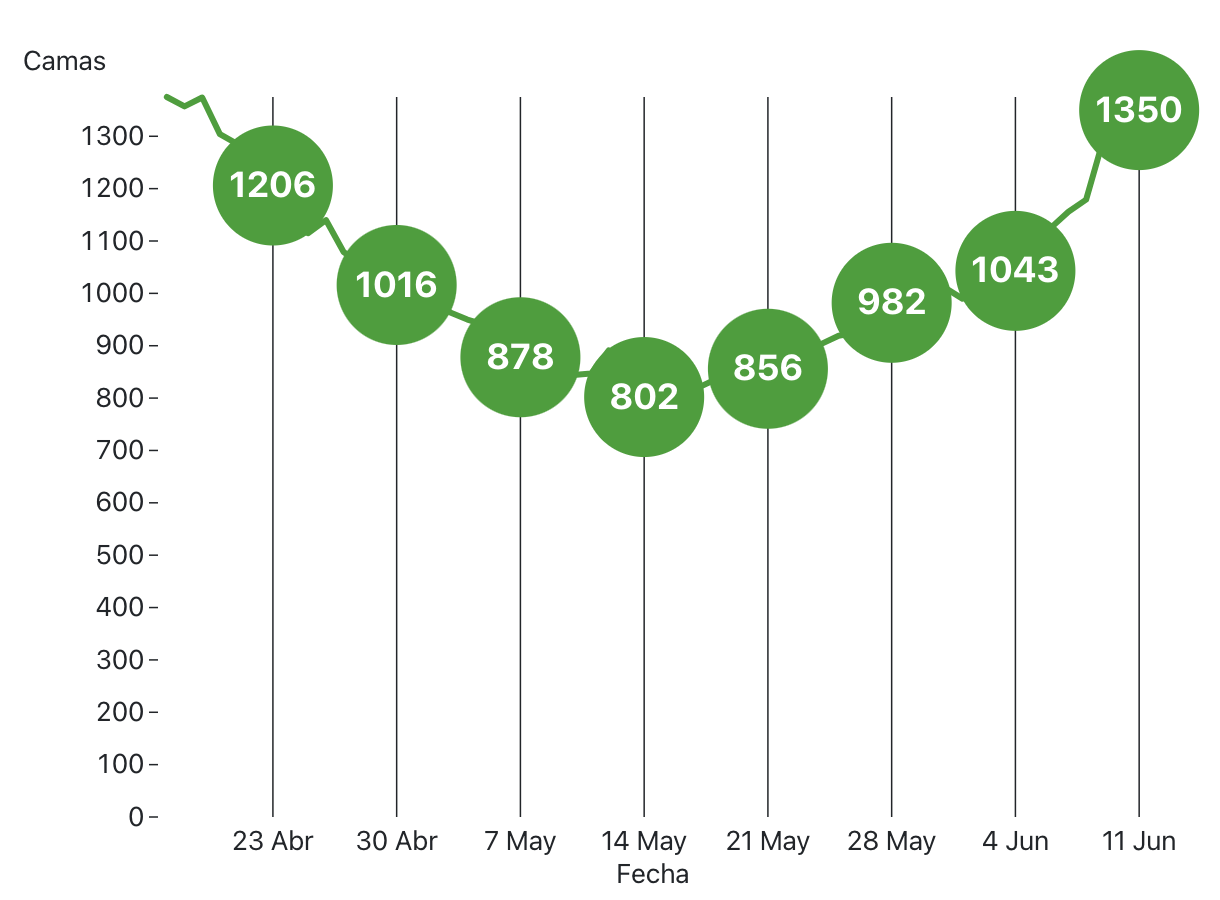 Camas
1300
1200
1100
1000
900
800
700
600
500
400
300
200
100
0
1206
1016
878
802
856
982
1043
1350
23 Abr
30 Abr
7 May
14 May
21 May
28 May
4 Jun
11 Jun
Fecha